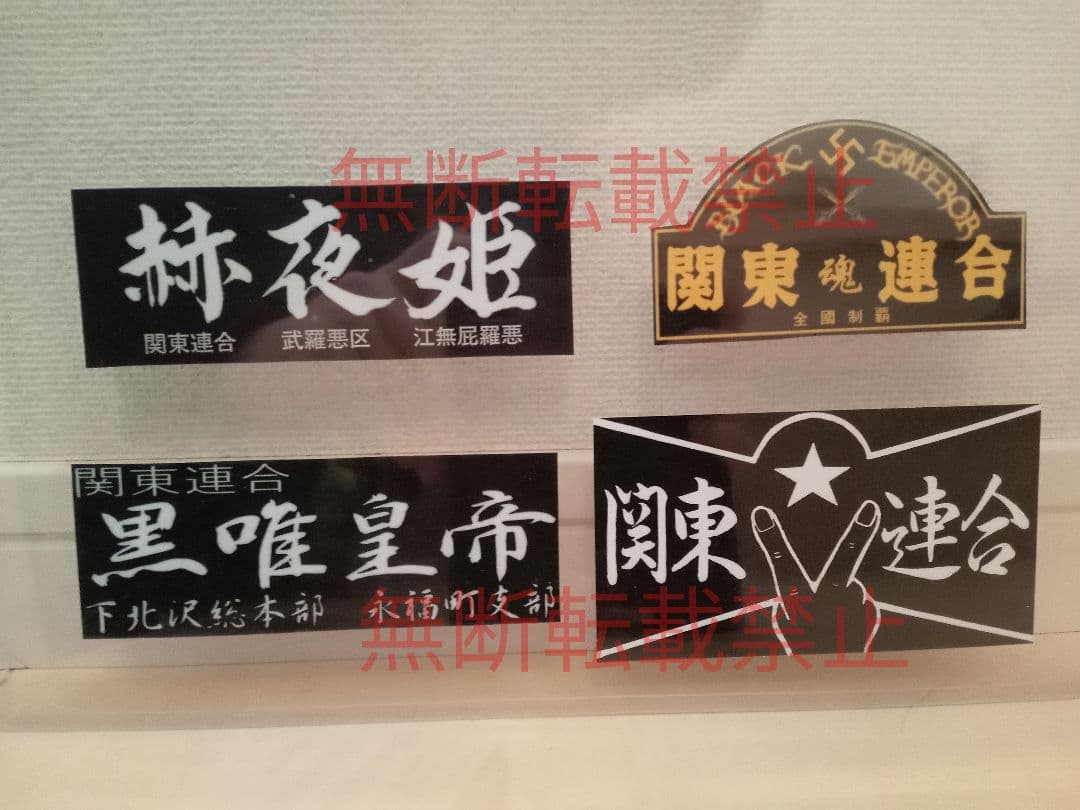 無断転載禁止
赫夜姫
関東連合 武羅悪区 江無屁羅悪
BLACK 卐 EMPEROR
関東魂連合
全國制覇
関東連合
黒唯皇帝
下北沢総本部 永福町支部
関東 連合
無断転載禁止